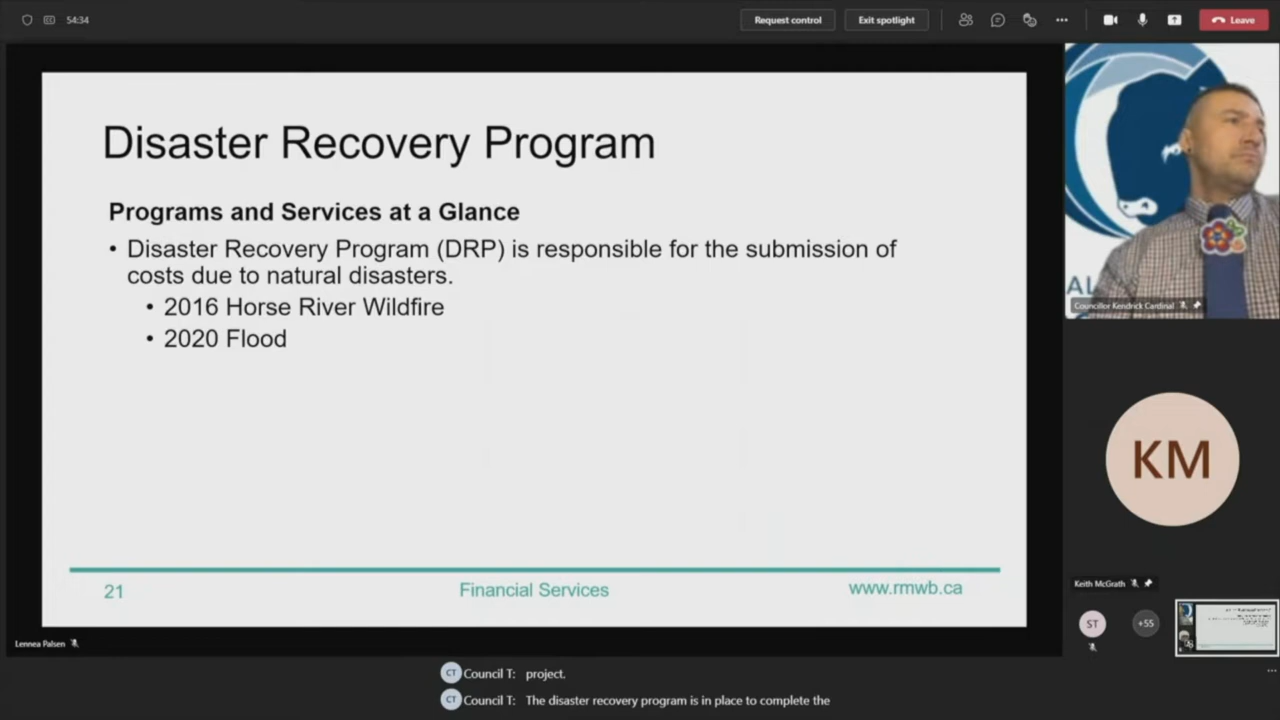 54:34
Request control
Exit spotlight
Leave
Disaster Recovery Program
Programs and Services at a Glance
• Disaster Recovery Program (DRP) is responsible for the submission of
costs due to natural disasters.
• 2016 Horse River Wildfire
• 2020 Flood
21
Financial Services
www.rmwb.ca
Lennea Palsen
AL
Councillor Kendrick Cardinal
KM
Keith McGrath
ST
+55
CT Council T: project.
CT Council T: The disaster recovery program is in place to complete the